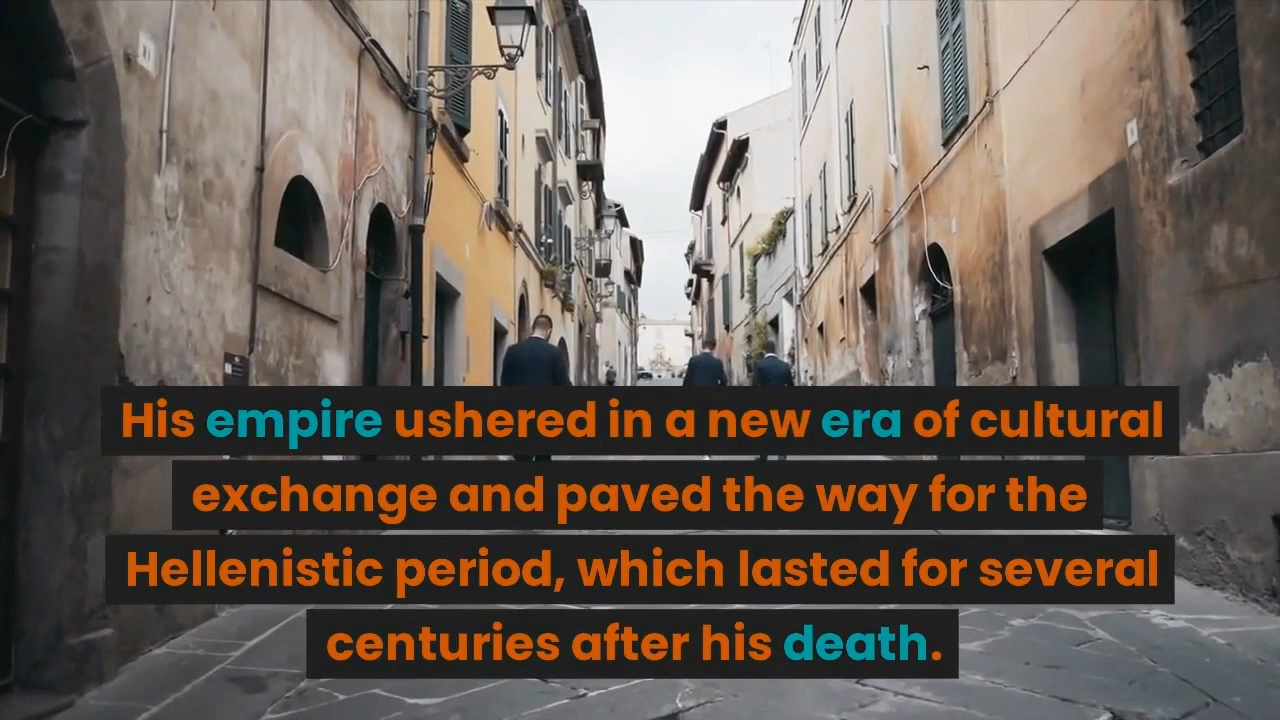 His empire ushered in a new era of cultural
exchange and paved the way for the
Hellenistic period, which lasted for several
centuries after his death.